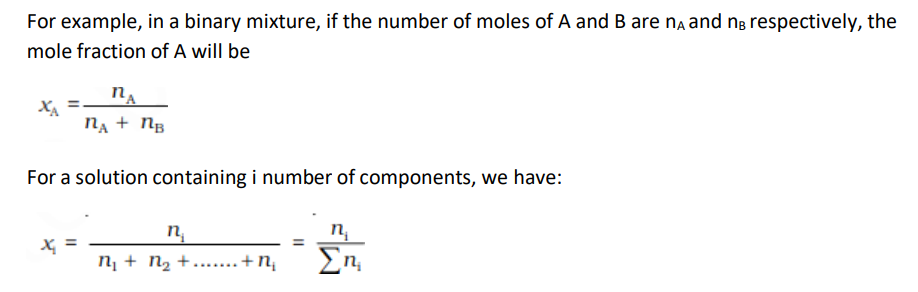 For example, in a binary mixture, if the number of moles of A and B are nA and nB respectively, the
mole fraction of A will be
xA = nA / (nA + nB)
For a solution containing i number of components, we have:
xi = ni / (n1 + n2 + ....... + ni) = ni / ∑ni